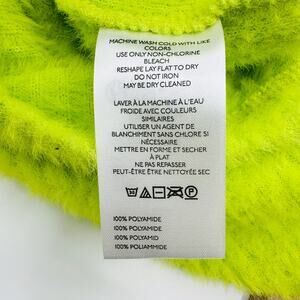 MACHINE WASH COLD WITH LIKE
COLORS
USE ONLY NON-CHLORINE
BLEACH
RESHAPE LAY FLAT TO DRY
DO NOT IRON
MAY BE DRY CLEANED
LAVER À LA MACHINE À L'EAU
FROIDE AVEC COULEURS
SIMILAIRES
UTILISER UN AGENT DE
BLANCHIMENT SANS CHLORE SI
NÉCESSAIRE
METTRE EN FORME ET SECHER
À PLAT
NE PAS REPASSER
PEUT-ÊTRE ÊTRE NETTOYÉE SEC
100% POLYAMIDE
100% POLYAMIDE
100% POLYAMID
100% POLIAMMIDE